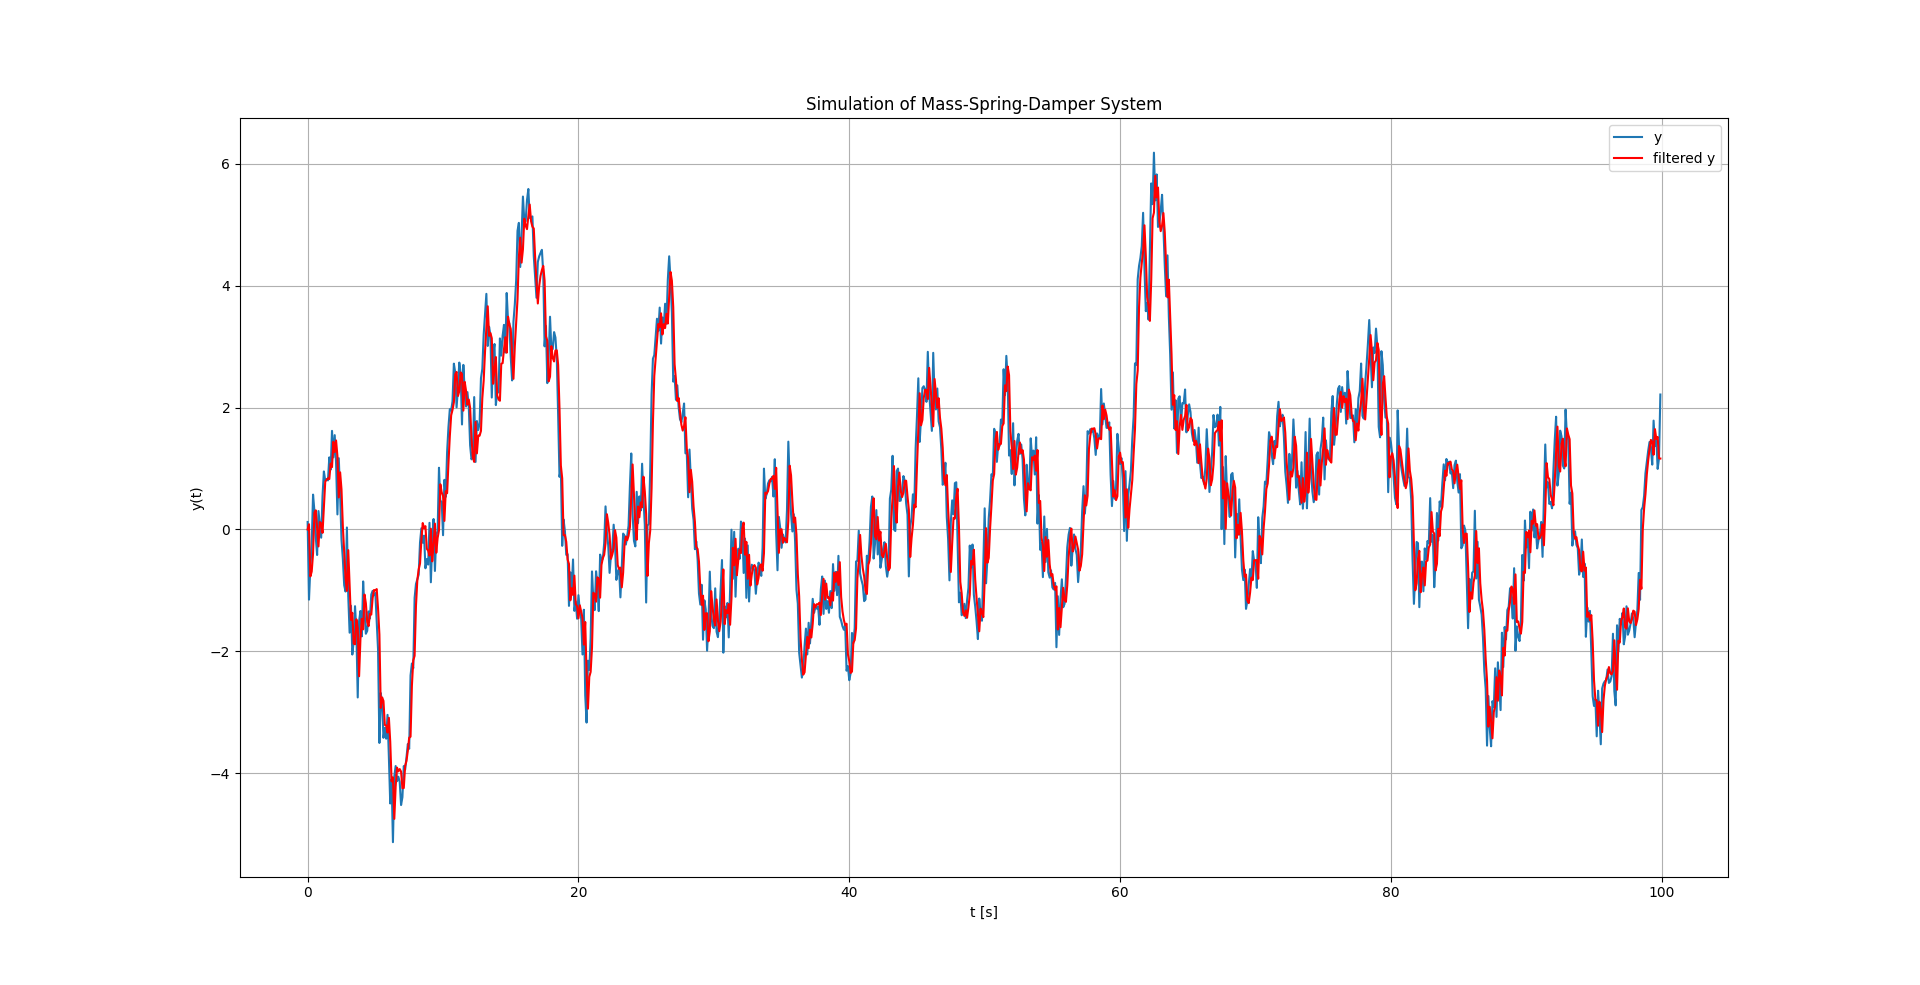 Simulation of Mass-Spring-Damper System
y
filtered y
y(t)
6
4
2
0
−2
−4
0 20 40 60 80 100
t [s]